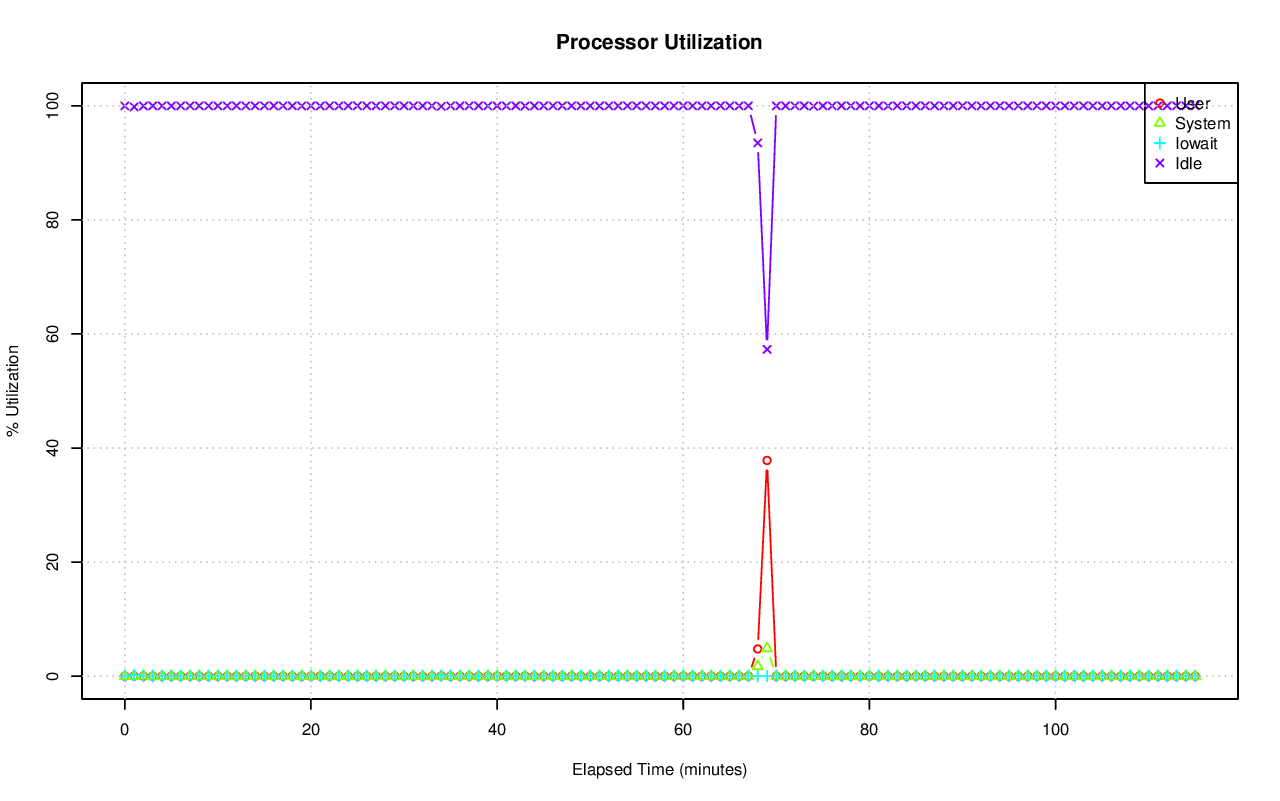 Processor Utilization
% Utilization
100
80
60
40
20
0
User
System
Iowait
Idle
0 20 40 60 80 100
Elapsed Time (minutes)